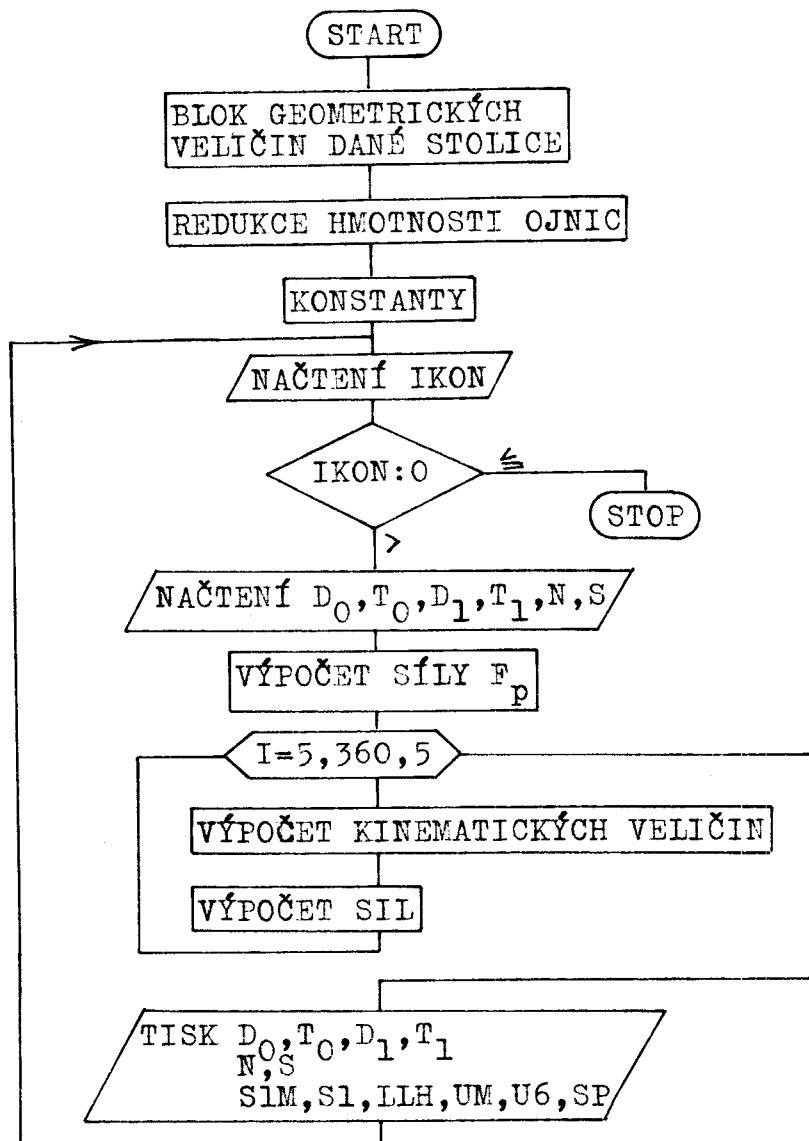 START
BLOK GEOMETRICKÝCH
VELIČIN DANÉ STOLICE
REDUKCE HMOTNOSTI OJNIC
KONSTANTY
NAČTENÍ IKON
IKON:0
≤
STOP
>
NAČTENÍ D0,T0,D1,T1,N,S
VÝPOČET SÍLY Fp
I=5,360,5
VÝPOČET KINEMATICKÝCH VELIČIN
VÝPOČET SIL
TISK D0,T0,D1,T1
N,S
S1M,S1,LLH,UM,U6,SP